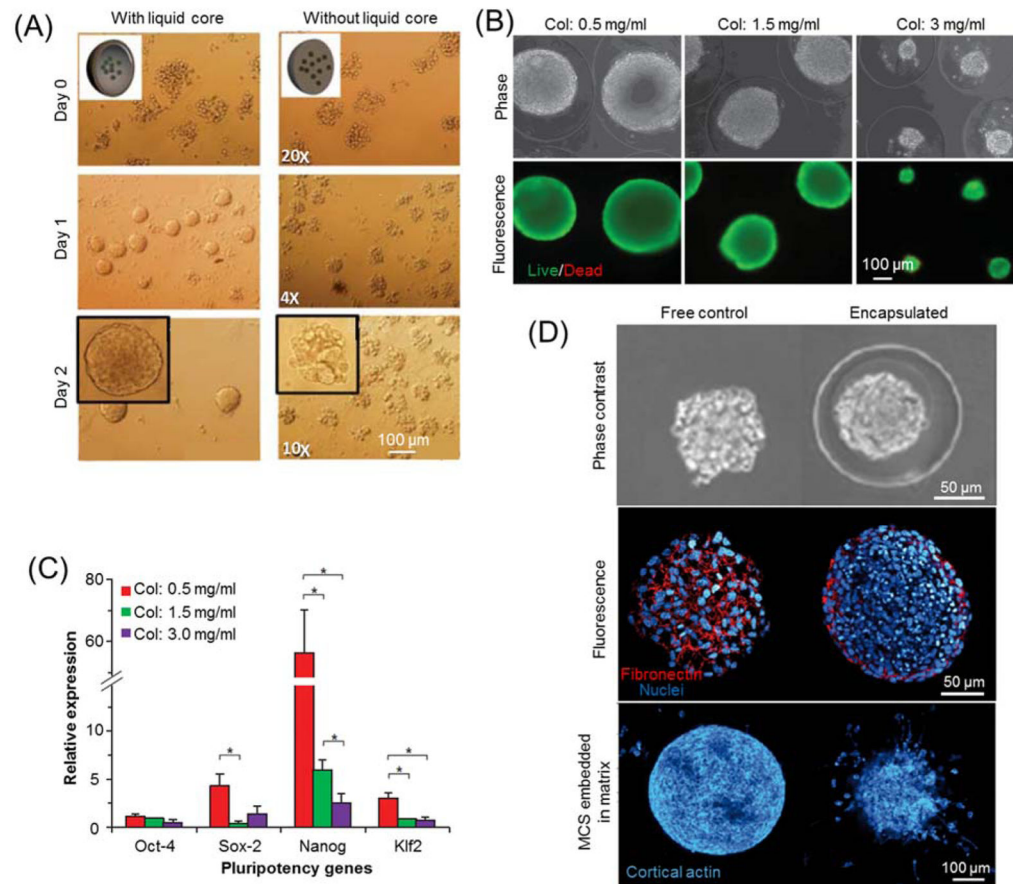 (A)
With liquid core
Without liquid core
Day 0
20X
Day 1
4X
Day 2
10X
100 µm
(B)
Col: 0.5 mg/ml
Col: 1.5 mg/ml
Col: 3 mg/ml
Phase
Fluorescence
Live/Dead
100 µm
(C)
Col: 0.5 mg/ml
Col: 1.5 mg/ml
Col: 3.0 mg/ml
Relative expression
80
60
10
5
0
*
*
*
*
*
*
Oct-4
Sox-2
Nanog
Klf2
Pluripotency genes
(D)
Free control
Encapsulated
Phase contrast
50 µm
Fluorescence
Fibronectin
Nuclei
50 µm
MCS embedded
in matrix
Cortical actin
100 µm